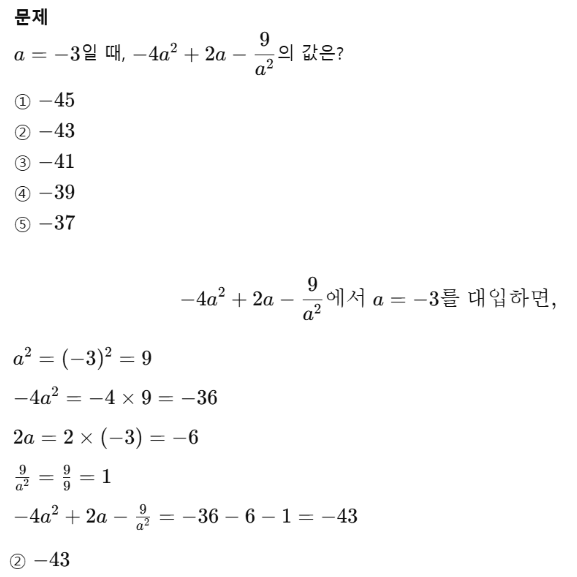 문제
a = −3일 때, −4a² + 2a − 9/a²의 값은?
① −45
② −43
③ −41
④ −39
⑤ −37
−4a² + 2a − 9/a²에서 a = −3를 대입하면,
a² = (−3)² = 9
−4a² = −4 × 9 = −36
2a = 2 × (−3) = −6
9/a² = 9/9 = 1
−4a² + 2a − 9/a² = −36 − 6 − 1 = −43
② −43